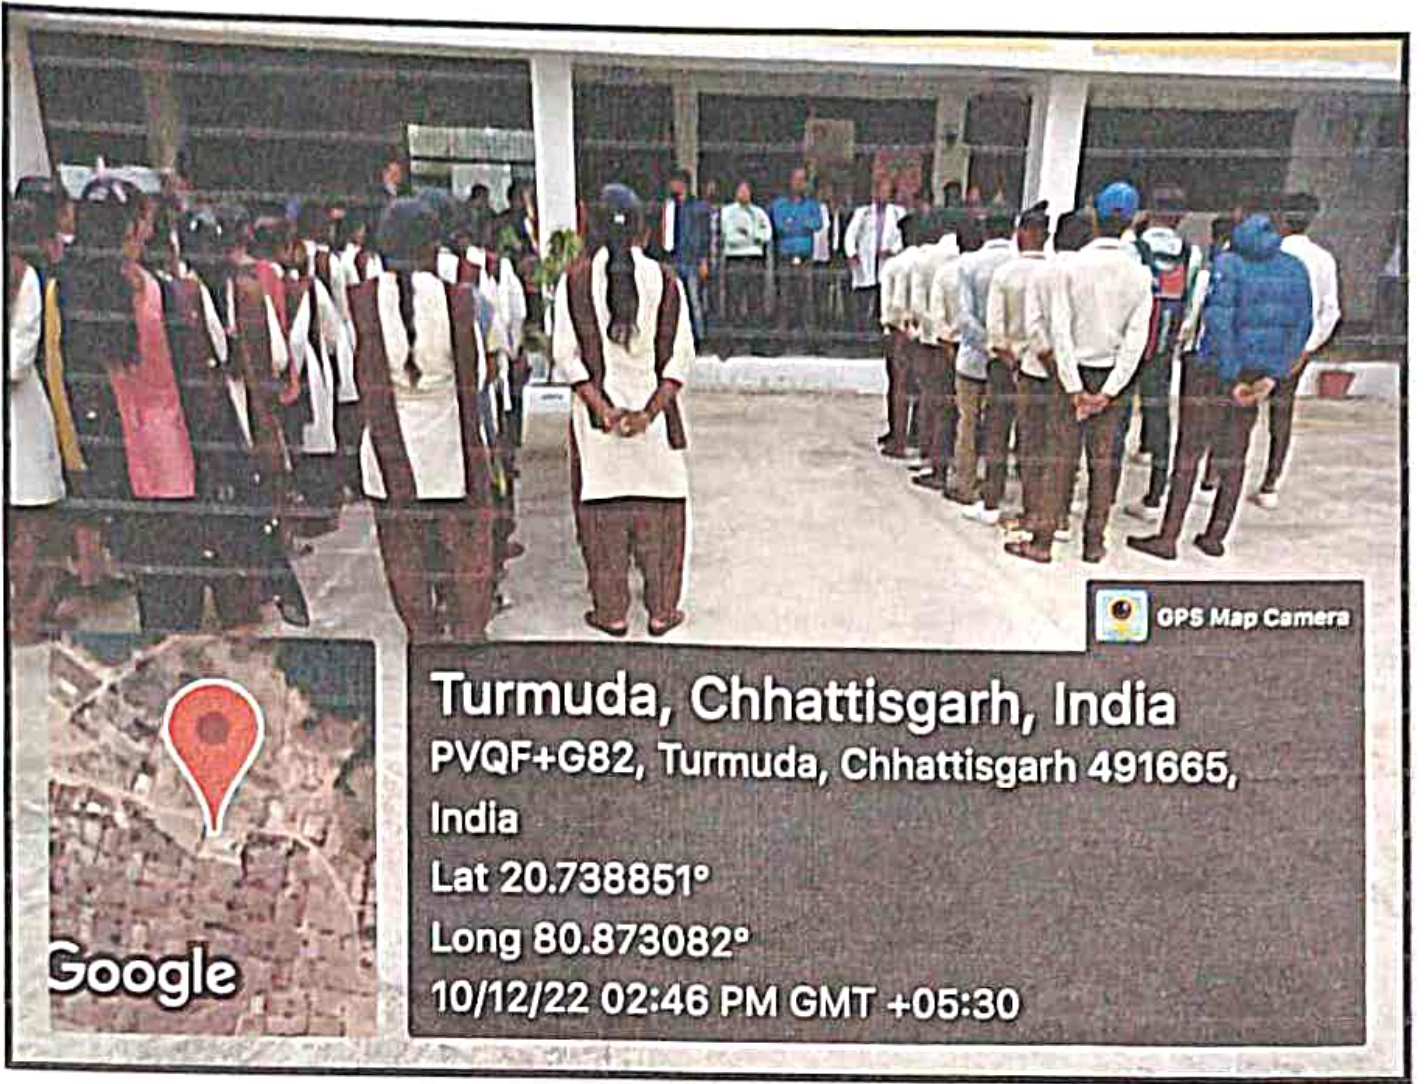 GPS Map Camera
Turmuda, Chhattisgarh, India
PVQF+G82, Turmuda, Chhattisgarh 491665,
India
Lat 20.738851°
Long 80.873082°
10/12/22 02:46 PM GMT +05:30
Google